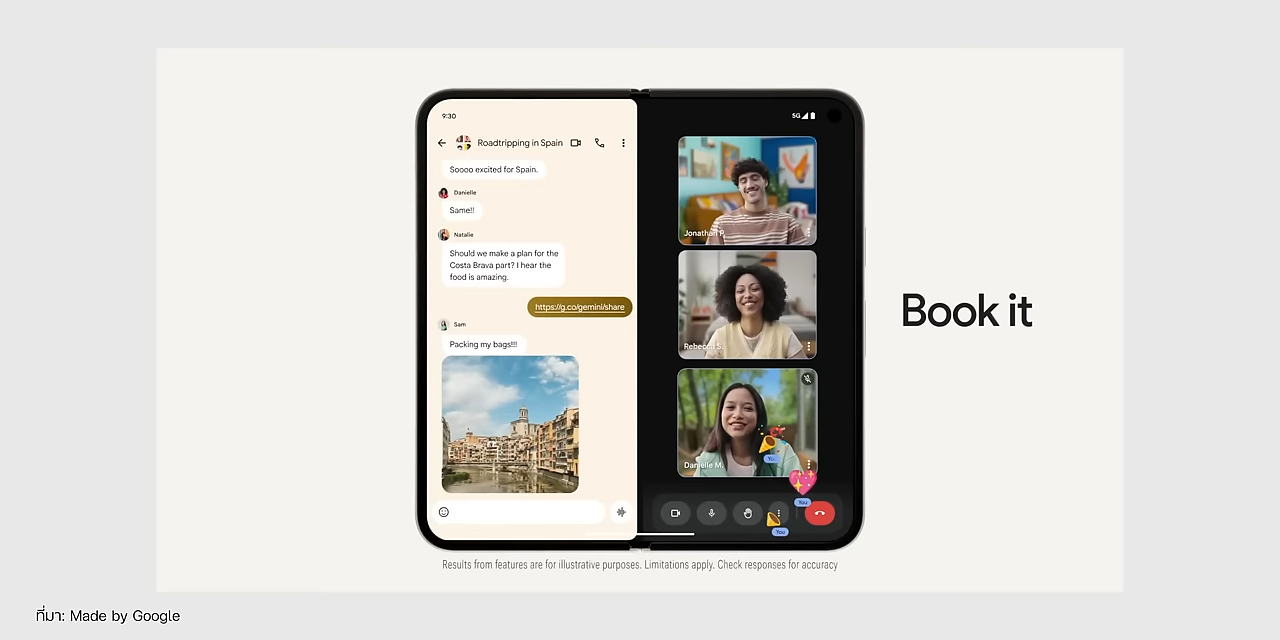 9:30
5G
Roadtripping in Spain
Soooo excited for Spain.
Danielle
Same!!
Natalie
Should we make a plan for the
Costa Brava part? I hear the
food is amazing.
https://g.co/gemini/share
Sam
Packing my bags!!!
Jonathan P.
Rebecca S.
Danielle M.
You
You
You
Book it
Results from features are for illustrative purposes. Limitations apply. Check responses for accuracy
ที่มา: Made by Google